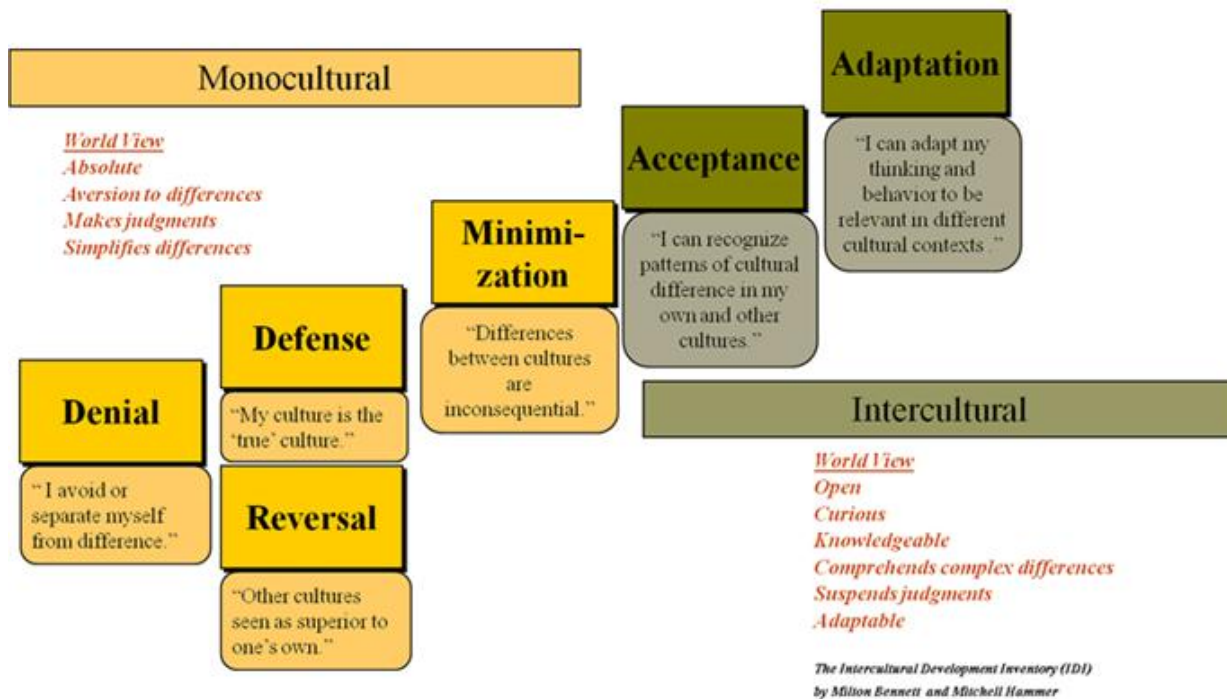 Monocultural
World View
Absolute
Aversion to differences
Makes judgments
Simplifies differences
Denial
“ I avoid or
separate myself
from difference.”
Defense
“My culture is the
‘true’ culture.”
Reversal
“Other cultures
seen as superior to
one’s own.”
Minimi-
zation
“Differences
between cultures
are
inconsequential.”
Acceptance
“I can recognize
patterns of cultural
difference in my
own and other
cultures.”
Adaptation
“I can adapt my
thinking and
behavior to be
relevant in different
cultural contexts .”
Intercultural
World View
Open
Curious
Knowledgeable
Comprehends complex differences
Suspends judgments
Adaptable
The Intercultural Development Inventory (IDI)
by Milton Bennett and Mitchell Hammer